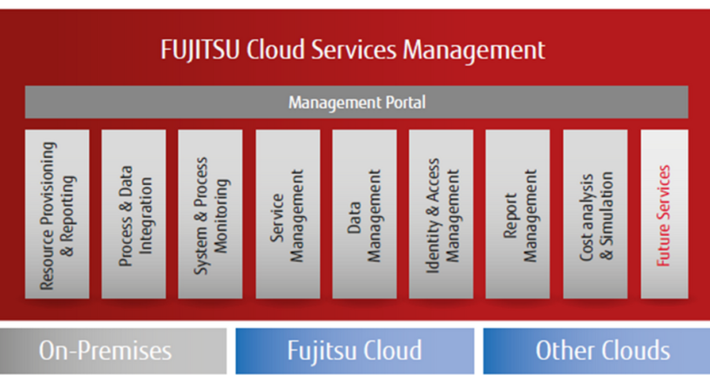 FUJITSU Cloud Services Management
Management Portal
Resource Provisioning
& Reporting
Process & Data
Integration
System & Process
Monitoring
Service
Management
Data
Management
Identity & Access
Management
Report
Management
Cost analysis
& Simulation
Future Services
On-Premises
Fujitsu Cloud
Other Clouds